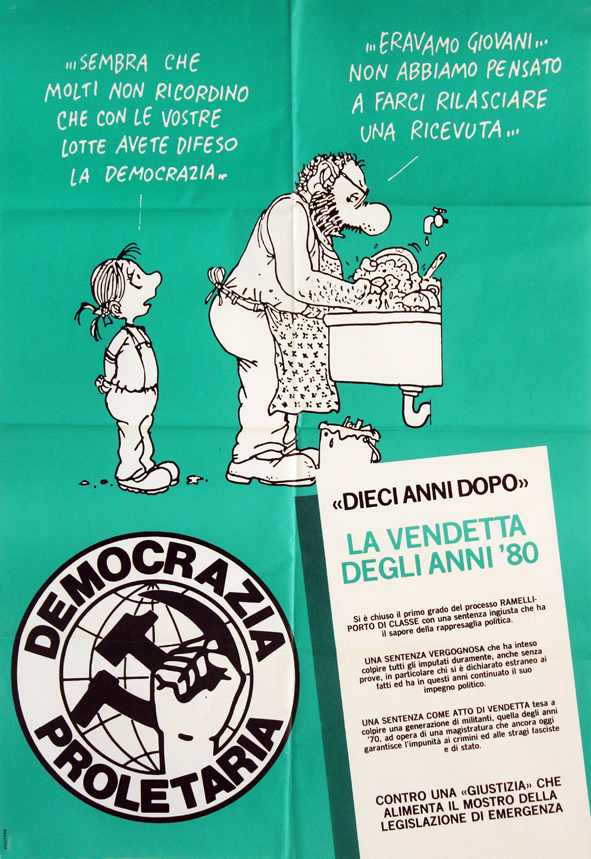 ...SEMBRA CHE
MOLTI NON RICORDINO
CHE CON LE VOSTRE
LOTTE AVETE DIFESO
LA DEMOCRAZIA...
...ERAVAMO GIOVANI...
NON ABBIAMO PENSATO
A FARCI RILASCIARE
UNA RICEVUTA...
«DIECI ANNI DOPO»
LA VENDETTA
DEGLI ANNI '80
Si è chiuso il primo grado del processo RAMELLI-
PORTO DI CLASSE con una sentenza ingiusta che ha
il sapore della rappresaglia politica.
UNA SENTENZA VERGOGNOSA che ha inteso
colpire tutti gli imputati duramente, anche senza
prove, in particolare chi si è dichiarato estraneo ai
fatti ed ha in questi anni continuato il suo
impegno politico.
UNA SENTENZA COME ATTO DI VENDETTA tesa a
colpire una generazione di militanti, quella degli anni
'70, ad opera di una magistratura che ancora oggi
garantisce l'impunità ai crimini ed alle stragi fasciste
e di stato.
CONTRO UNA «GIUSTIZIA» CHE
ALIMENTA IL MOSTRO DELLA
LEGISLAZIONE DI EMERGENZA
DEMOCRAZIA
PROLETARIA